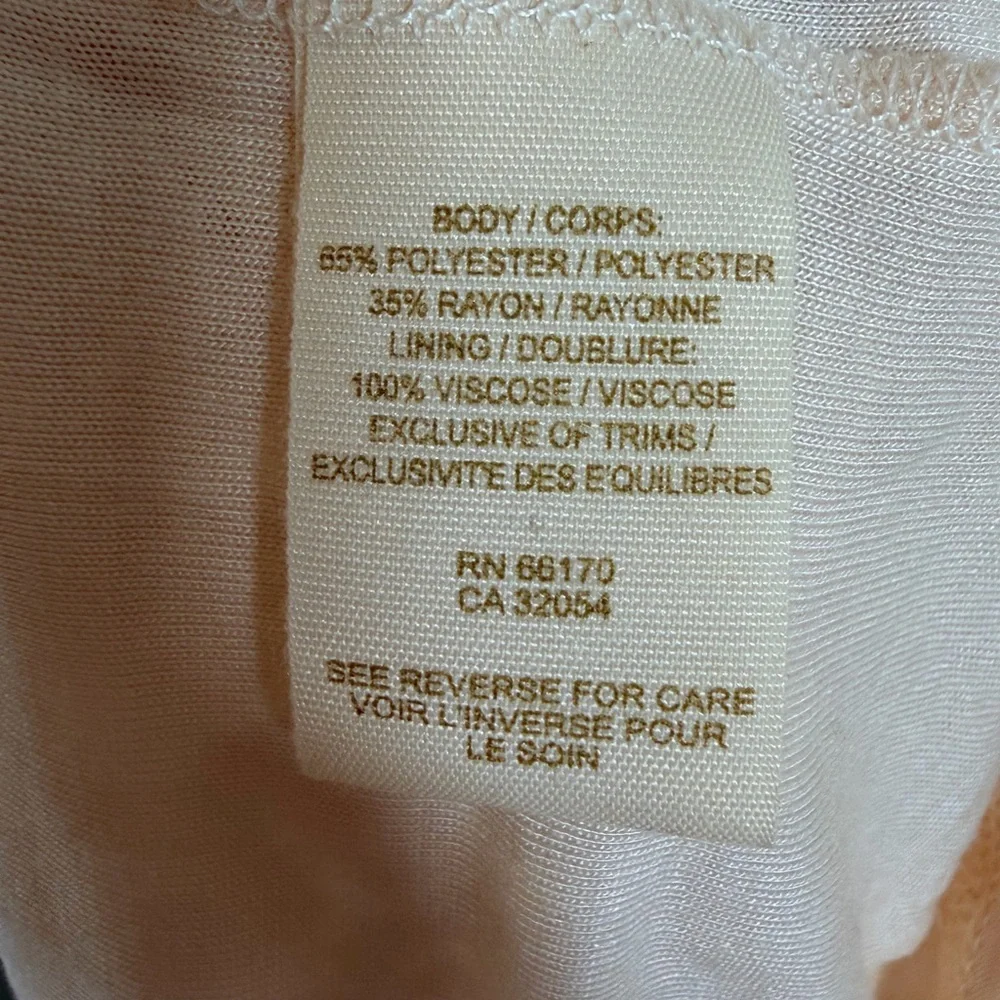 BODY / CORPS:
65% POLYESTER / POLYESTER
35% RAYON / RAYONNE
LINING / DOUBLURE:
100% VISCOSE / VISCOSE
EXCLUSIVE OF TRIMS /
EXCLUSIVITE DES E'QUILIBRES
RN 66170
CA 32054
SEE REVERSE FOR CARE
VOIR L'INVERSE POUR
LE SOIN